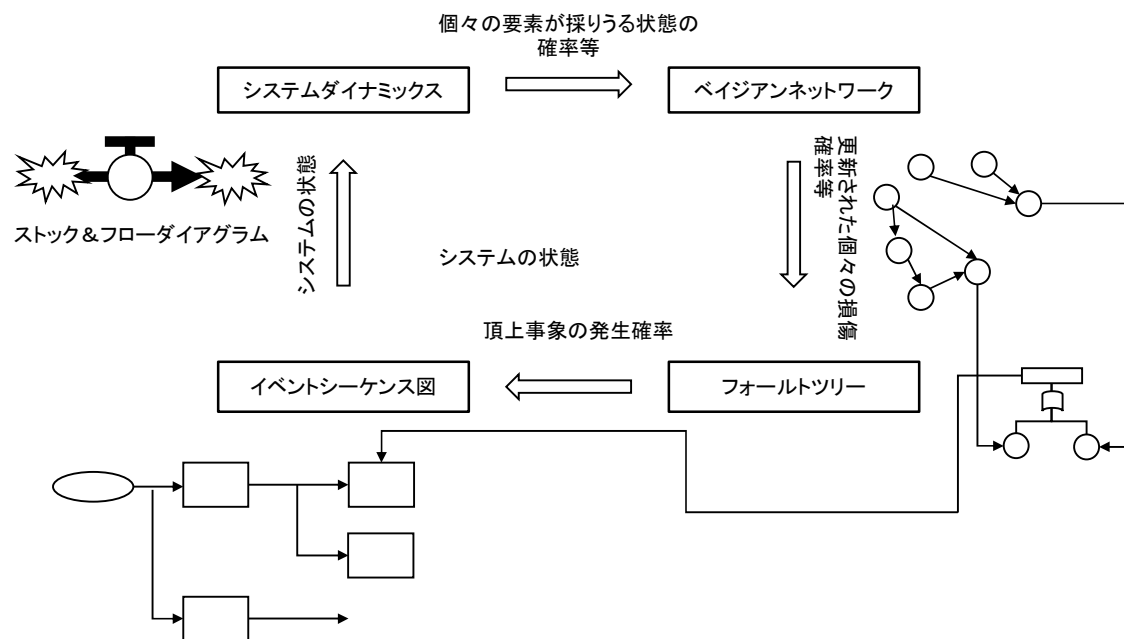 個々の要素が採りうる状態の
確率等
システムダイナミックス
ベイジアンネットワーク
システムの状態
更新された個々の損傷
確率等
ストック＆フローダイアグラム
システムの状態
頂上事象の発生確率
イベントシーケンス図
フォールトツリー